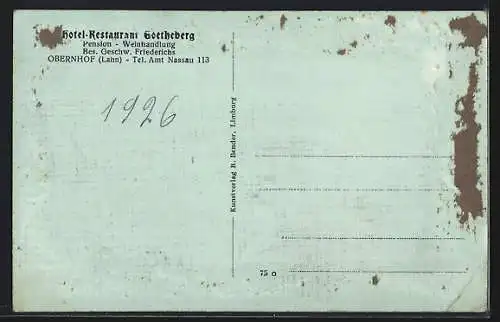 Hotel-Restaurant Goetheberg
Pension - Weinhandlung
Bes. Geschw. Friederichs
OBERNHOF (Lahn) - Tel. Amt Nassau 113
1926
Kunstverlag R. Bender, Limburg
75 o